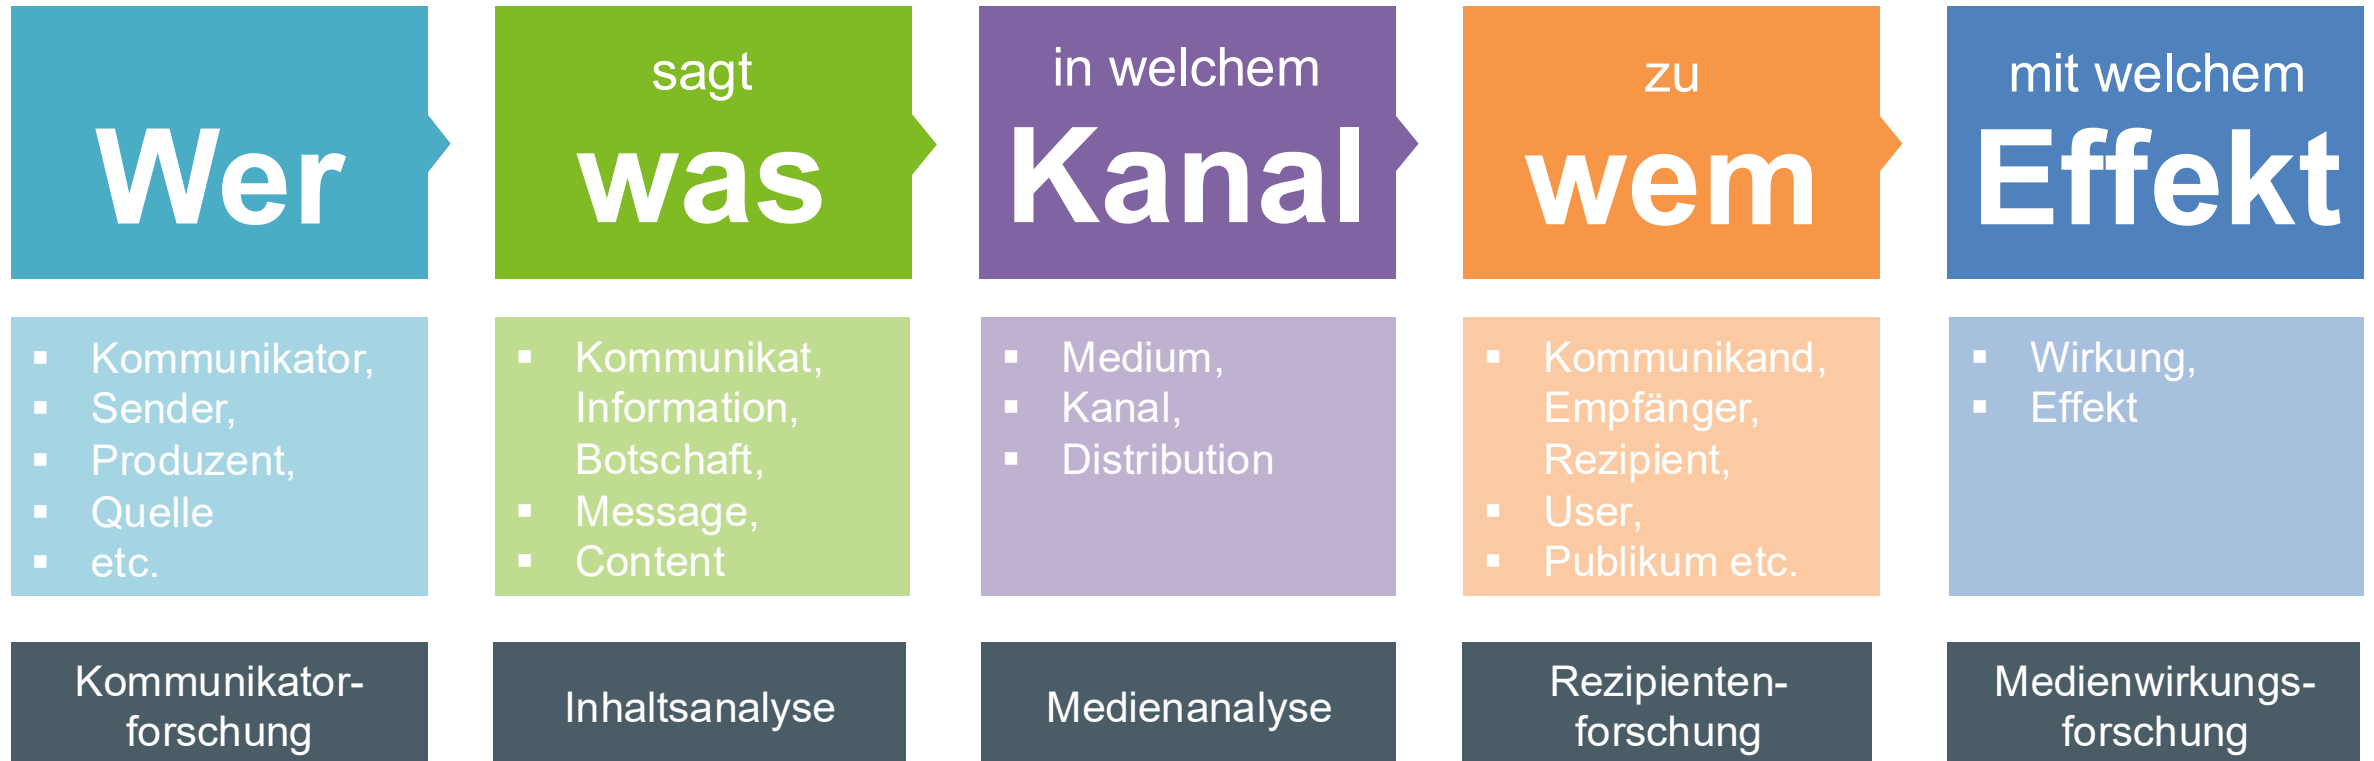 Wer
sagt
was
in welchem
Kanal
zu
wem
mit welchem
Effekt
▪ Kommunikator,
▪ Sender,
▪ Produzent,
▪ Quelle
▪ etc.
▪ Kommunikat,
Information,
Botschaft,
▪ Message,
▪ Content
▪ Medium,
▪ Kanal,
▪ Distribution
▪ Kommunikand,
Empfänger,
Rezipient,
▪ User,
▪ Publikum etc.
▪ Wirkung,
▪ Effekt
Kommunikator-
forschung
Inhaltsanalyse
Medienanalyse
Rezipienten-
forschung
Medienwirkungs-
forschung